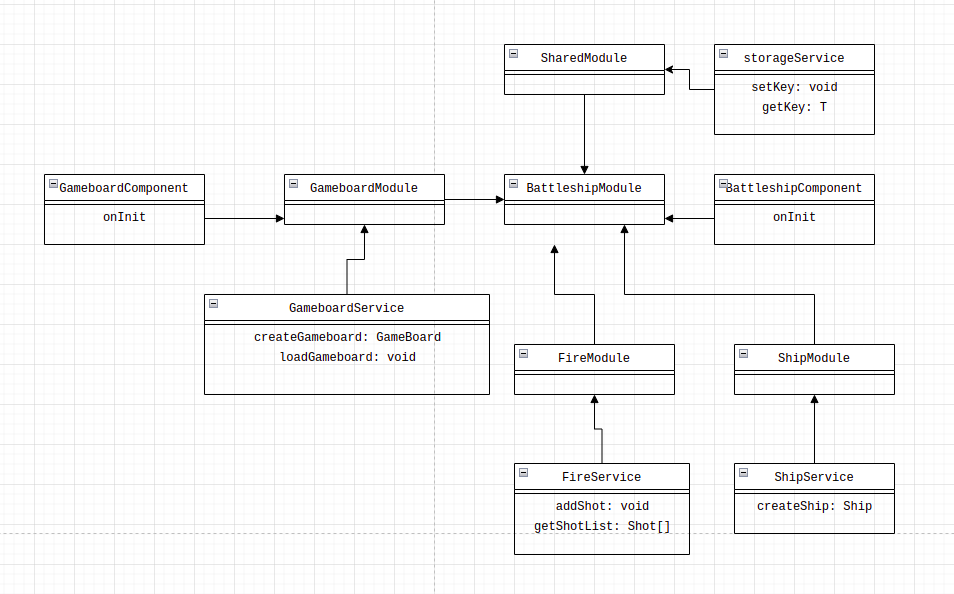 SharedModule
storageService
setKey: void
getKey: T
GameboardComponent
onInit
GameboardModule
BattleshipModule
BattleshipComponent
onInit
GameboardService
createGameboard: GameBoard
loadGameboard: void
FireModule
ShipModule
FireService
addShot: void
getShotList: Shot[]
ShipService
createShip: Ship